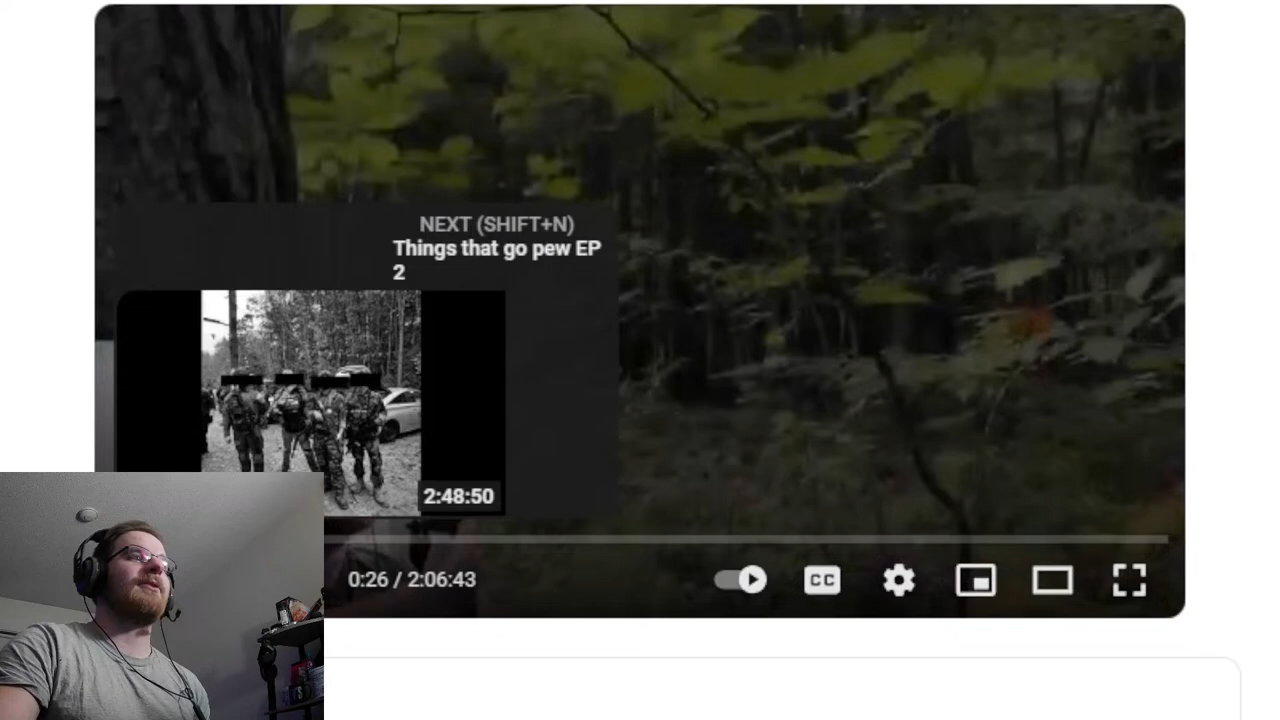 NEXT (SHIFT+N)
Things that go pew EP
2
2:48:50
0:26 / 2:06:43
CC